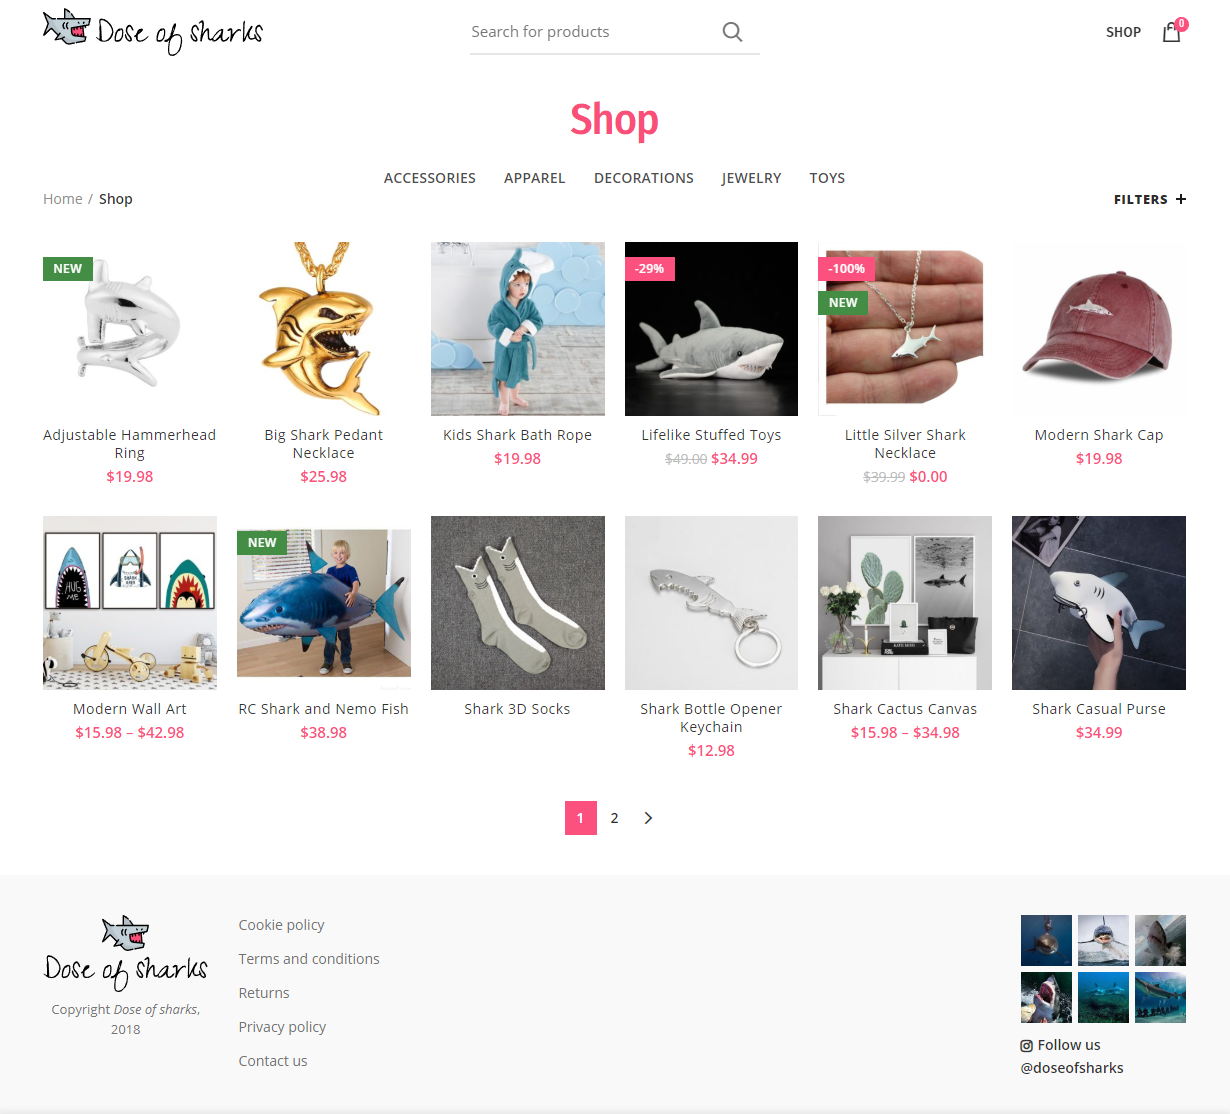 Dose of sharks
Search for products
SHOP
0
Shop
ACCESSORIES APPAREL DECORATIONS JEWELRY TOYS
Home / Shop
FILTERS +
NEW
-29%
-100%
NEW
Adjustable Hammerhead
Ring
$19.98
Big Shark Pedant
Necklace
$25.98
Kids Shark Bath Rope
$19.98
Lifelike Stuffed Toys
$49.00 $34.99
Little Silver Shark
Necklace
$39.99 $0.00
Modern Shark Cap
$19.98
HUG
ME
NEW
Modern Wall Art
$15.98 – $42.98
RC Shark and Nemo Fish
$38.98
Shark 3D Socks
Shark Bottle Opener
Keychain
$12.98
Shark Cactus Canvas
$15.98 – $34.98
Shark Casual Purse
$34.99
1 2
Dose of sharks
Copyright Dose of sharks,
2018
Cookie policy
Terms and conditions
Returns
Privacy policy
Contact us
Follow us
@doseofsharks